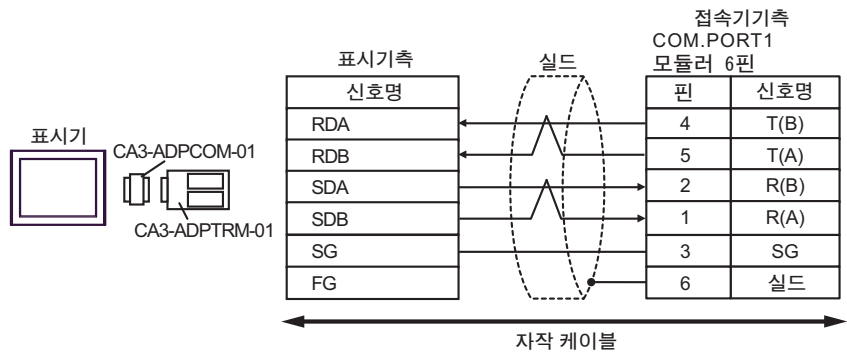 접속기기측
COM.PORT1
모듈러 6핀
표시기측
실드
신호명
핀 신호명
RDA 4 T(B)
RDB 5 T(A)
SDA 2 R(B)
SDB 1 R(A)
SG 3 SG
FG 6 실드
표시기
CA3-ADPCOM-01
CA3-ADPTRM-01
자작 케이블